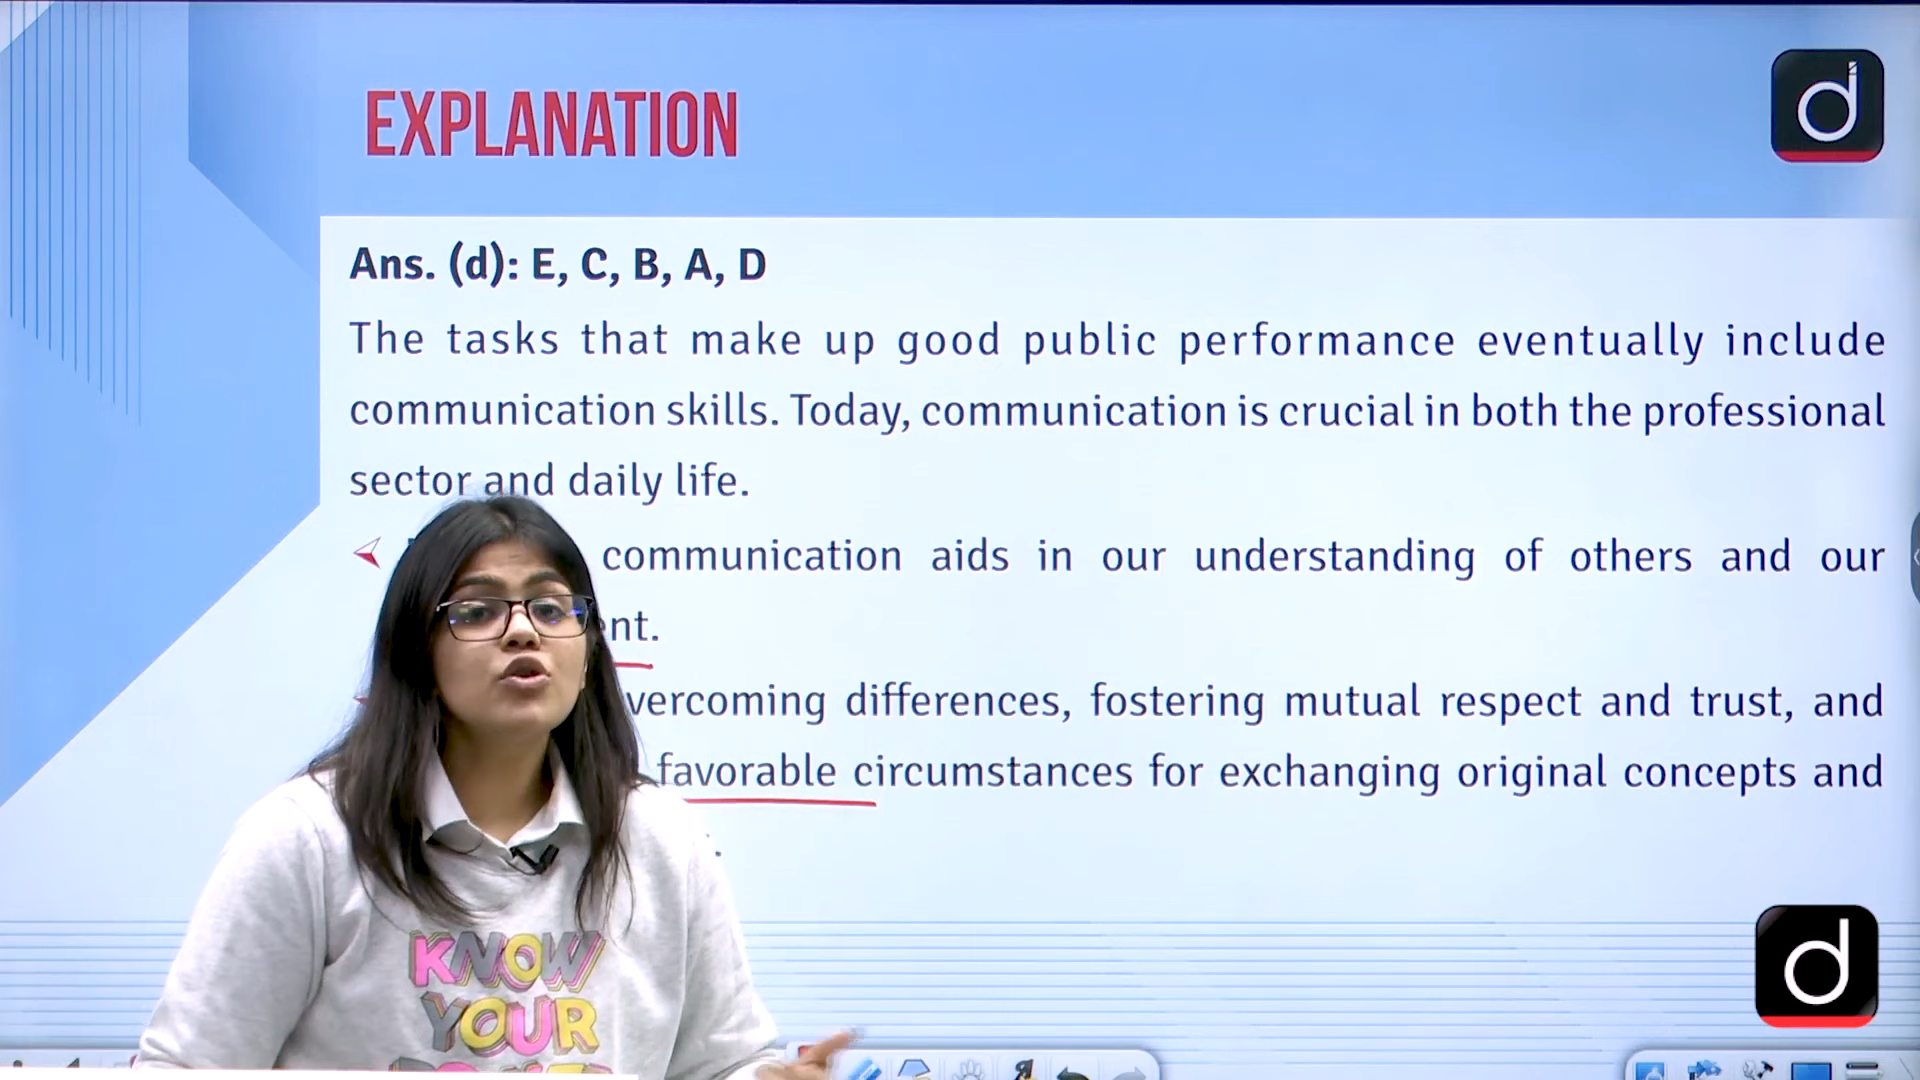 EXPLANATION
d
Ans. (d): E, C, B, A, D
The tasks that make up good public performance eventually include
communication skills. Today, communication is crucial in both the professional
sector and daily life.
communication aids in our understanding of others and our
nt.
vercoming differences, fostering mutual respect and trust, and
favorable circumstances for exchanging original concepts and
.
d
KNOW
YOUR